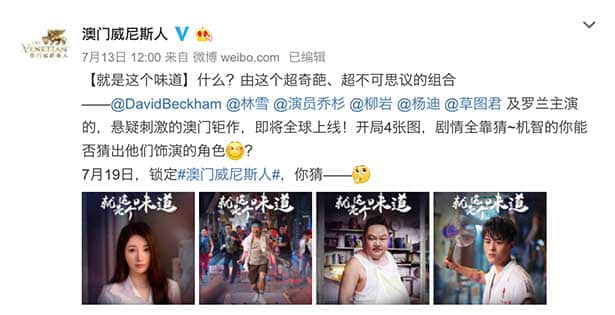 THE
VENETIAN
澳门威尼斯人
澳门威尼斯人
7月13日 12:00 来自 微博 weibo.com 已编辑
【就是这个味道】什么？由这个超奇葩、超不可思议的组合
——@DavidBeckham @林雪 @演员乔杉 @柳岩 @杨迪 @草图君 及罗兰主演
的，悬疑刺激的澳门钜作，即将全球上线！开局4张图，剧情全靠猜~机智的你能
否猜出他们饰演的角色？
7月19日，锁定#澳门威尼斯人#，你猜——
就是这个味道
就是这个味道
就是这个味道
就是这个味道